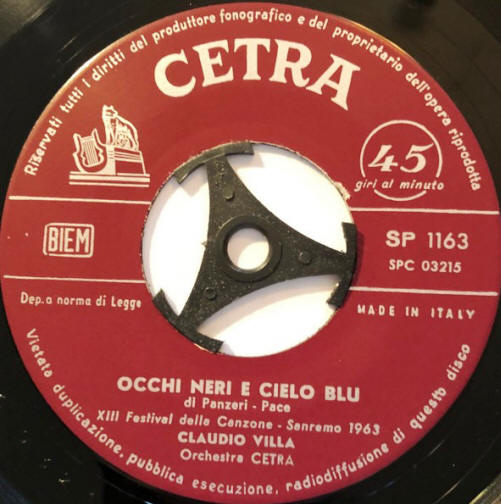 Riservati tutti i diritti del produttore fonografico e del proprietario dell'opera riprodotta
CETRA
45
giri al minuto
BIEM
SP 1163
SPC 03215
Dep. a norma di Legge
MADE IN ITALY
OCCHI NERI E CIELO BLU
di Panzeri - Pace
XIII Festival della Canzone - Sanremo 1963
CLAUDIO VILLA
Orchestra CETRA
Vietata duplicazione, pubblica esecuzione, radiodiffusione di questo disco